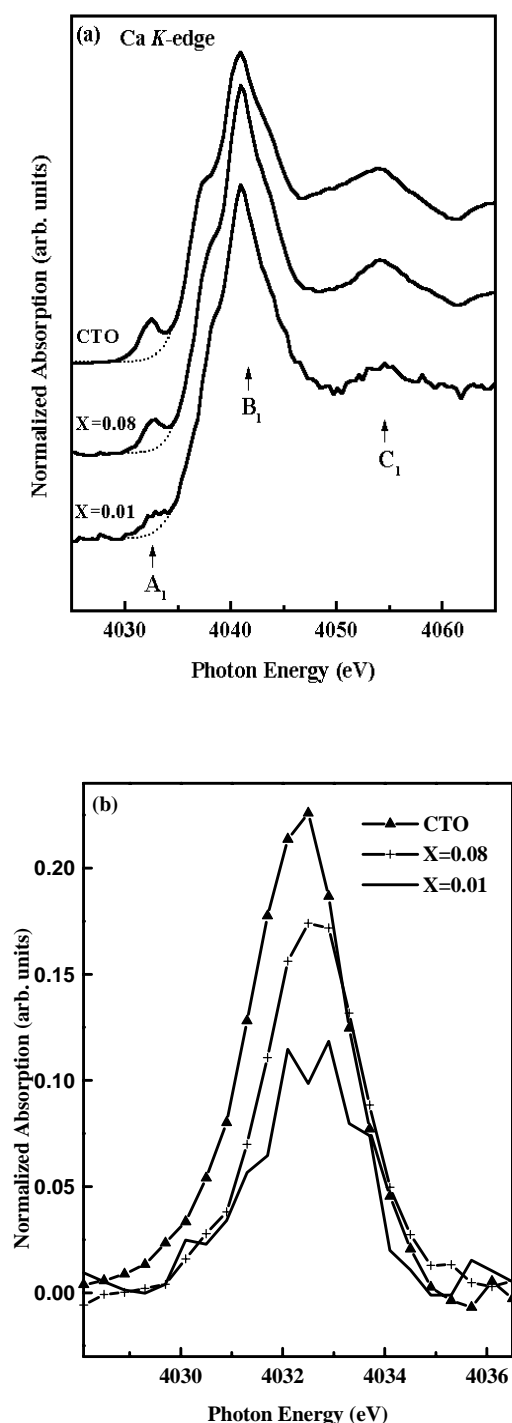 (a) Ca K-edge
Normalized Absorption (arb. units)
CTO
X=0.08
X=0.01
A1
B1
C1
4030 4040 4050 4060
Photon Energy (eV)
(b)
CTO
X=0.08
X=0.01
Normalized Absorption (arb. units)
0.20
0.15
0.10
0.05
0.00
4030 4032 4034 4036
Photon Energy (eV)